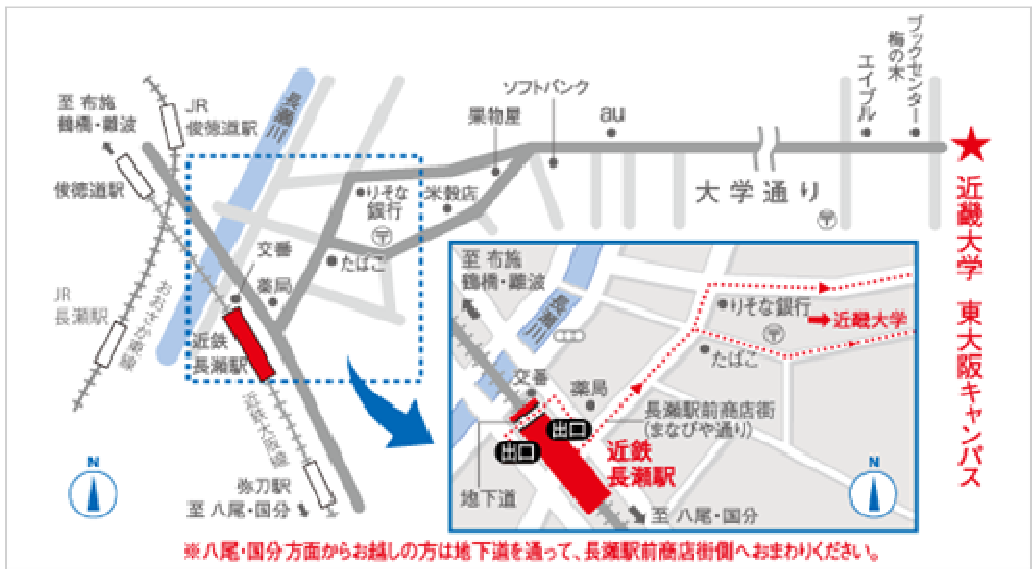 至 布施
鶴橋・難波
JR
俊徳道駅
俊徳道駅
長瀬川
JR
長瀬駅
おおさか東線
交番
薬局
近鉄
長瀬駅
近鉄大阪線
弥刀駅
至 八尾・国分
りそな
銀行
〒
たばこ
米穀店
果物屋
ソフトバンク
au
エイブル
ブックセンター
梅の木
大学通り
〒
★
近畿大学 東大阪キャンパス
N
至 布施
鶴橋・難波
長瀬川
りそな銀行
〒
➡近畿大学
たばこ
交番
薬局
長瀬駅前商店街
(まなびや通り)
出口
出口
近鉄
長瀬駅
地下道
至 八尾・国分
N
※八尾・国分方面からお越しの方は地下道を通って、長瀬駅前商店街側へおまわりください。